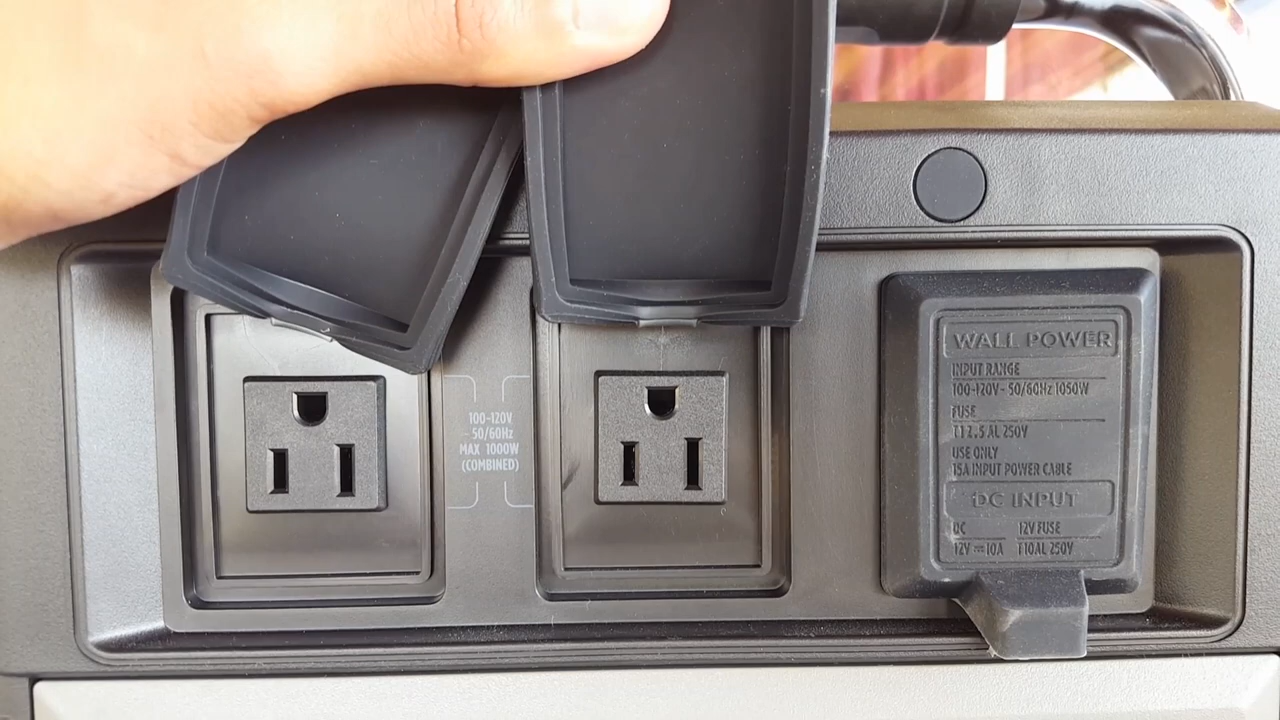 100-120V
~ 50/60Hz
MAX 1000W
(COMBINED)
WALL POWER
INPUT RANGE
100-120V~ 50/60Hz 1050W
FUSE
T12.5 AL 250V
USE ONLY
15A INPUT POWER CABLE
DC INPUT
DC 12V FUSE
12V ⎓ 10A T10AL 250V